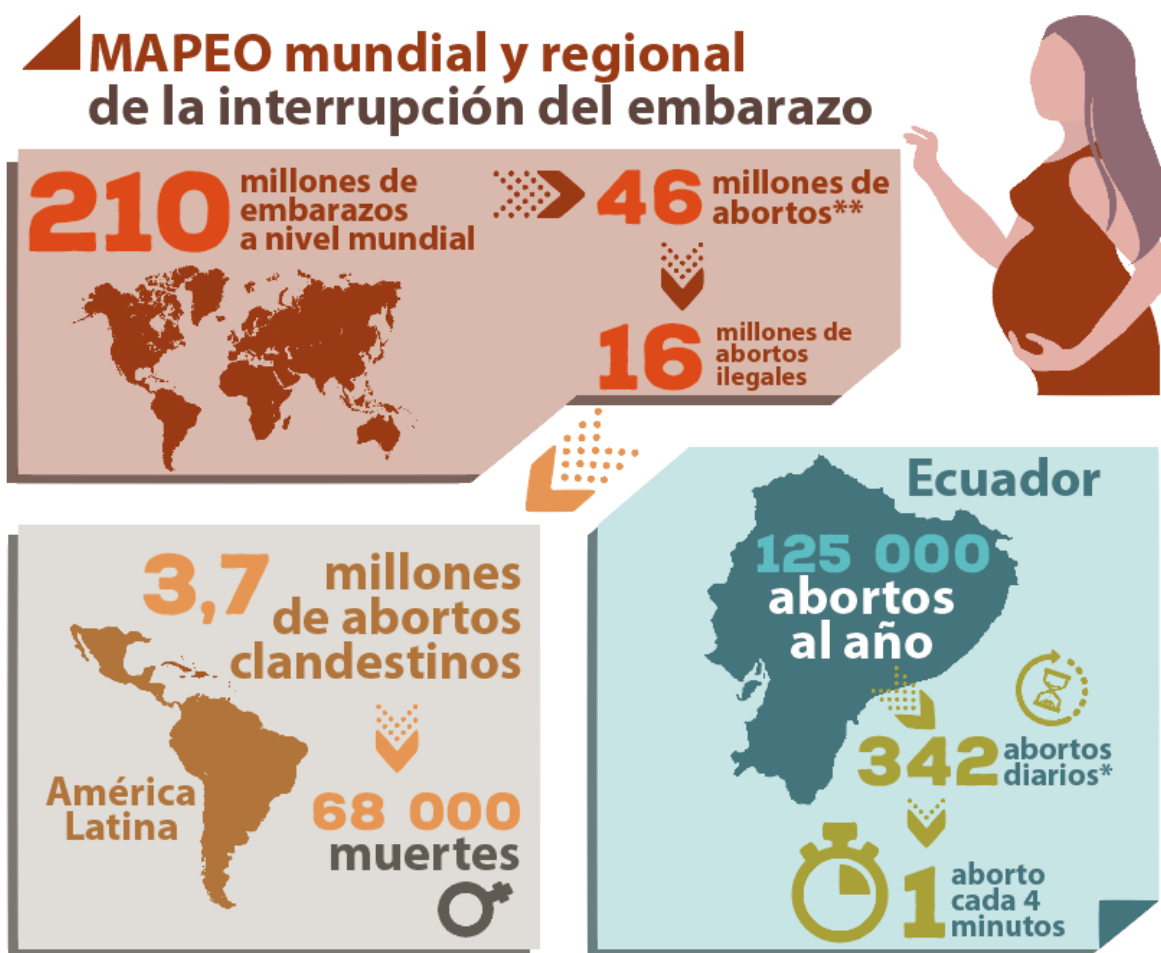 MAPEO mundial y regional
de la interrupción del embarazo
210 millones de
embarazos
a nivel mundial
46 millones de
abortos**
16 millones de
abortos
ilegales
3,7 millones
de abortos
clandestinos
América
Latina
68 000
muertes
Ecuador
125 000
abortos
al año
342 abortos
diarios*
1 aborto
cada 4
minutos